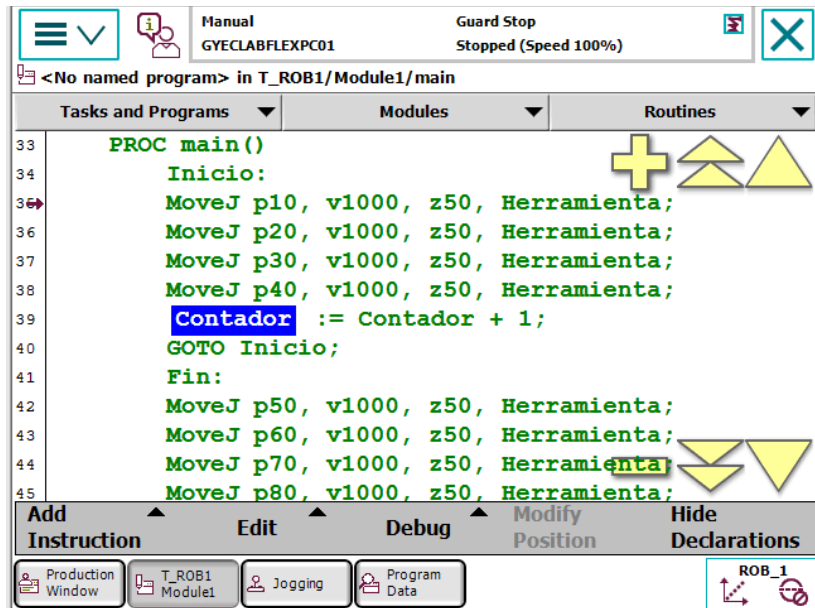 Manual Guard Stop
GYECLABFLEXPC01 Stopped (Speed 100%)
<No named program> in T_ROB1/Module1/main
Tasks and Programs Modules Routines
33 PROC main()
34 Inicio:
35 MoveJ p10, v1000, z50, Herramienta;
36 MoveJ p20, v1000, z50, Herramienta;
37 MoveJ p30, v1000, z50, Herramienta;
38 MoveJ p40, v1000, z50, Herramienta;
39 Contador := Contador + 1;
40 GOTO Inicio;
41 Fin:
42 MoveJ p50, v1000, z50, Herramienta;
43 MoveJ p60, v1000, z50, Herramienta;
44 MoveJ p70, v1000, z50, Herramienta;
45 MoveJ p80, v1000, z50, Herramienta;
Add Instruction Edit Debug Modify Position Hide Declarations
Production Window T_ROB1 Module1 Jogging Program Data ROB_1